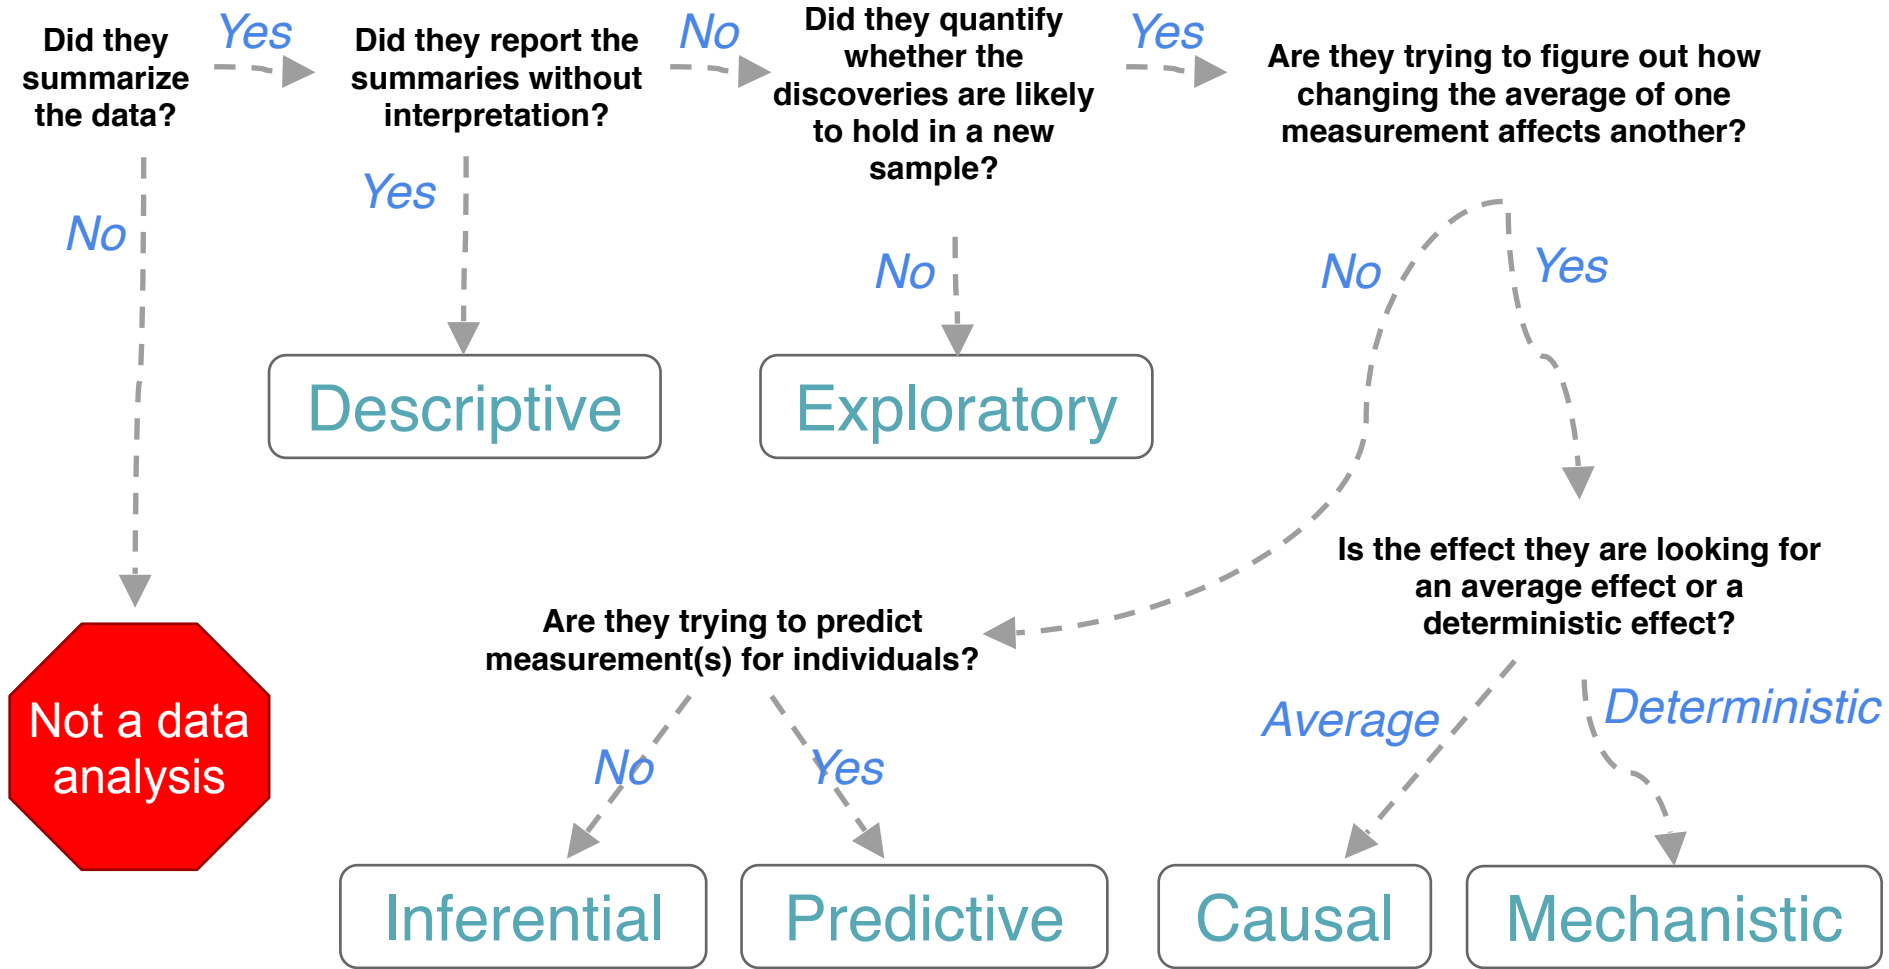 Did they
summarize
the data?
Yes
Did they report the
summaries without
interpretation?
No
Did they quantify
whether the
discoveries are likely
to hold in a new
sample?
Yes
Are they trying to figure out how
changing the average of one
measurement affects another?
No
Yes
No
No
Yes
Descriptive
Exploratory
Is the effect they are looking for
an average effect or a
deterministic effect?
Are they trying to predict
measurement(s) for individuals?
Not a data
analysis
No
Yes
Average
Deterministic
Inferential
Predictive
Causal
Mechanistic